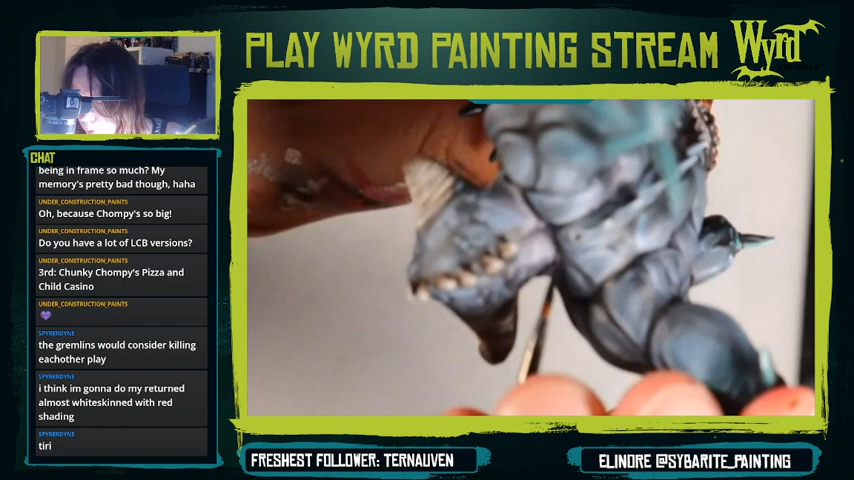 PLAY WYRD PAINTING STREAM
Wyrd
CHAT
being in frame so much? My
memory's pretty bad though, haha
UNDER_CONSTRUCTION_PAINTS
Oh, because Chompy's so big!
UNDER_CONSTRUCTION_PAINTS
Do you have a lot of LCB versions?
UNDER_CONSTRUCTION_PAINTS
3rd: Chunky Chompy's Pizza and
Child Casino
UNDER_CONSTRUCTION_PAINTS
💜
SPYRERDYNE
the gremlins would consider killing
eachother play
SPYRERDYNE
i think im gonna do my returned
almost whiteskinned with red
shading
SPYRERDYNE
tiri
FRESHEST FOLLOWER: TERNAUVEN
ELINORE @SYBARITE_PAINTING